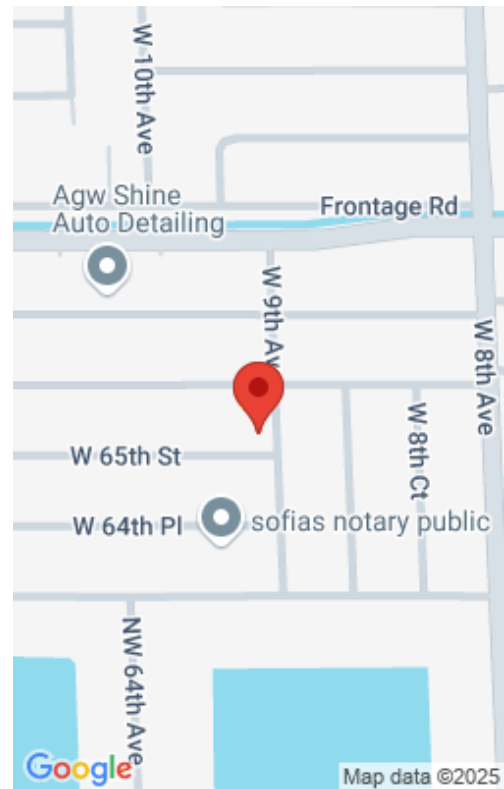 W 10th Ave
Agw Shine
Auto Detailing
Frontage Rd
W 9th Av
W 8th Ave
W 8th Ct
W 65th St
W 64th Pl
sofias notary public
NW 64th Ave
Google
Map data ©2025